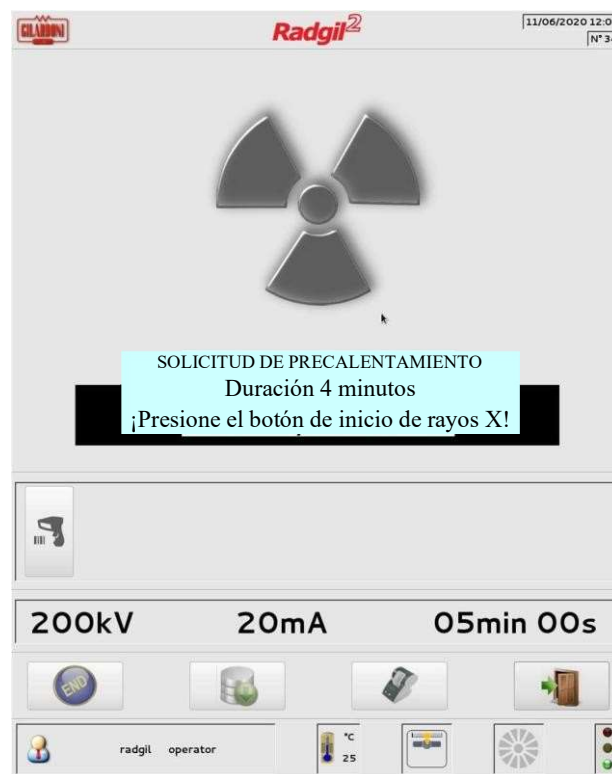 GILARDONI
Radgil2
11/06/2020 12:0
N° 3
SOLICITUD DE PRECALENTAMIENTO
Duración 4 minutos
¡Presione el botón de inicio de rayos X!
200kV 20mA 05min 00s
END
radgil operator
°C
25